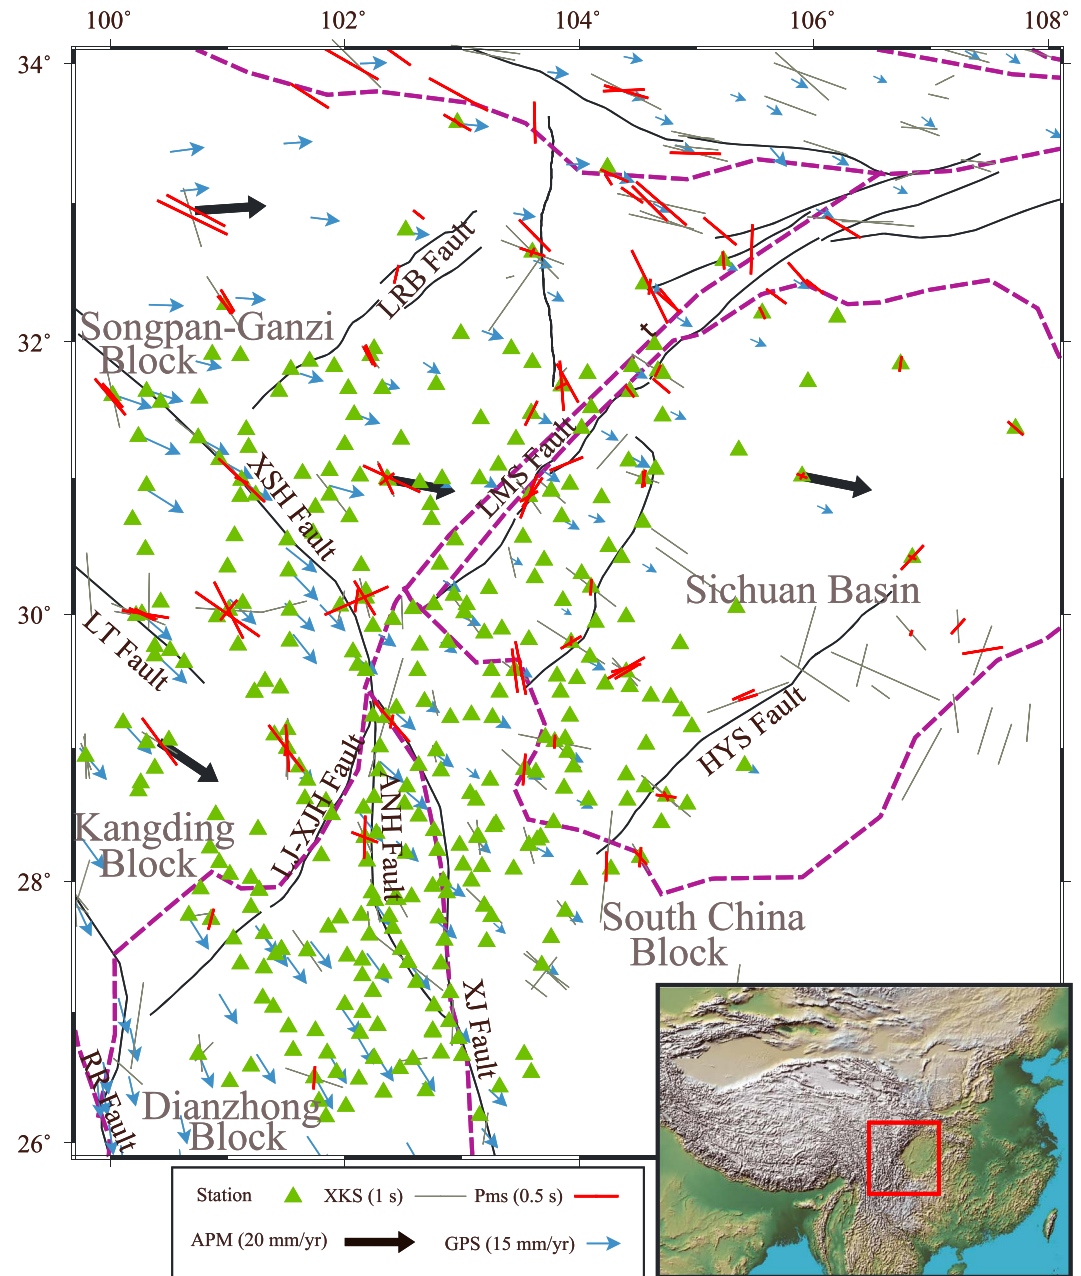 100° 102° 104° 106° 108°
34°
LRB Fault
32°
Songpan-Ganzi
Block
t
LMS Fault
XSH Fault
Sichuan Basin
30°
LT Fault
HYS Fault
LJ-XJH Fault
ANH Fault
Kangding
Block
28°
South China
Block
XJ Fault
RR Fault
Dianzhong
Block
26°
Station XKS (1 s) Pms (0.5 s)
APM (20 mm/yr) GPS (15 mm/yr)